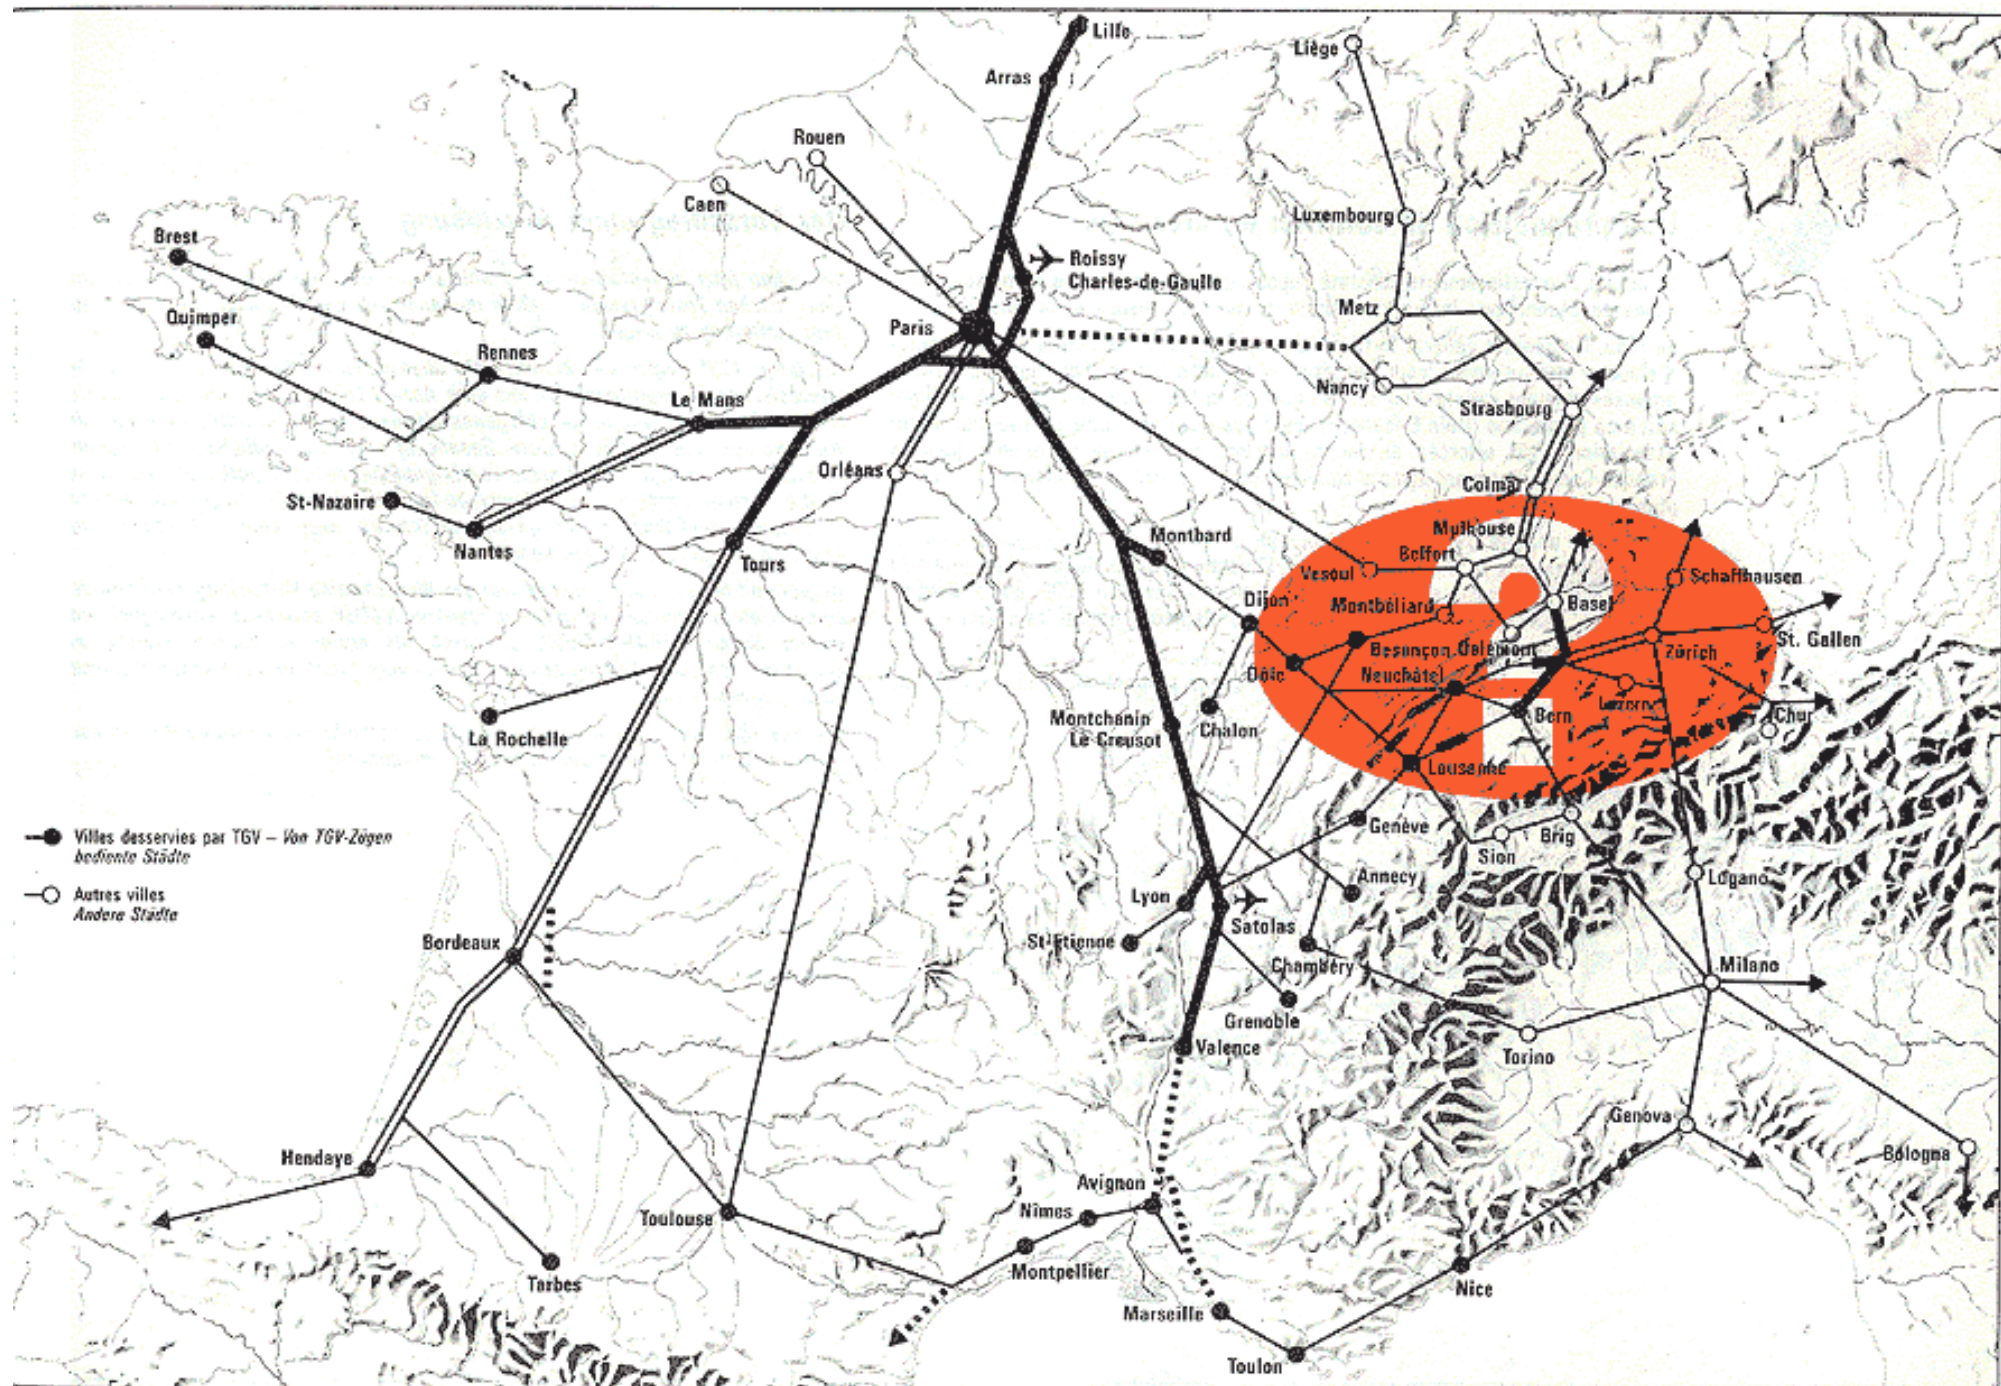 Lille
Liège
Arras
Rouen
Caen
Luxembourg
Brest
Roissy
Charles-de-Gaulle
Metz
Quimper
Paris
Rennes
Nancy
Le Mans
Strasbourg
Orléans
Colmar
St-Nazaire
Nantes
Tours
Montbard
Mulhouse
Belfort
Vesoul
Schaffhausen
Dijon
Montbéliard
Basel
St. Gallen
Besançon
Delémont
Zürich
Dôle
Neuchâtel
Luzern
Bern
Chur
La Rochelle
Montchanin
Le Creusot
Chalon
Lausanne
Villes desservies par TGV – Von TGV-Zügen
bediente Städte
Genève
Brig
Sion
Autres villes
Andere Städte
Annecy
Lugano
Lyon
Satolas
Bordeaux
St-Etienne
Chambéry
Milano
Grenoble
Valence
Torino
Genova
Bologna
Hendaye
Avignon
Toulouse
Nîmes
Tarbes
Montpellier
Nice
Marseille
Toulon